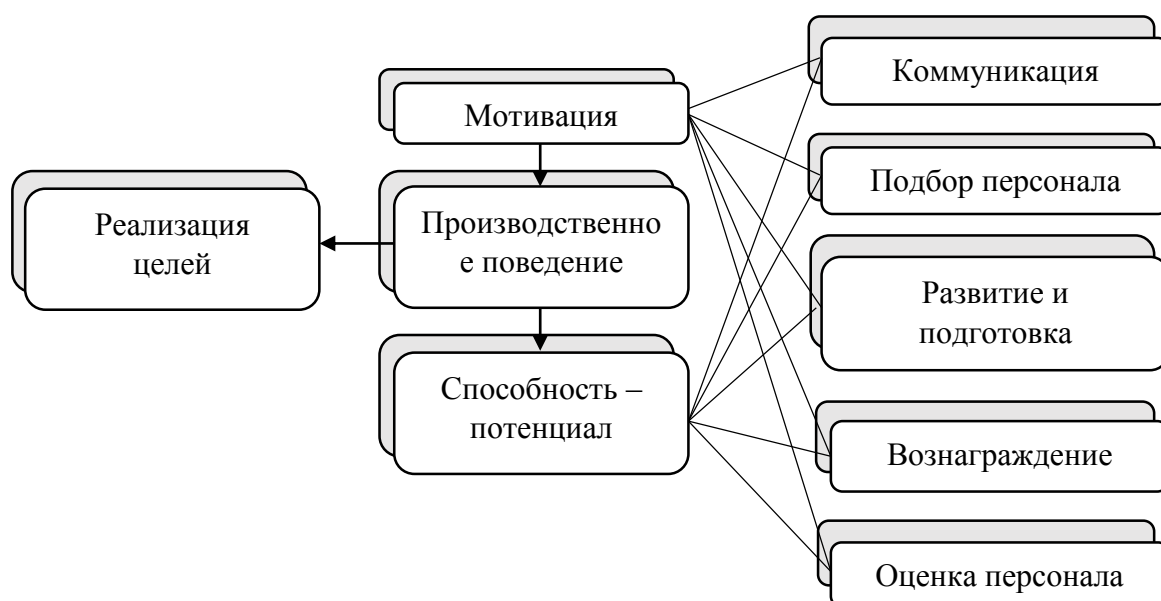 Мотивация
Реализация
целей
Производственно
е поведение
Способность –
потенциал
Коммуникация
Подбор персонала
Развитие и
подготовка
Вознаграждение
Оценка персонала